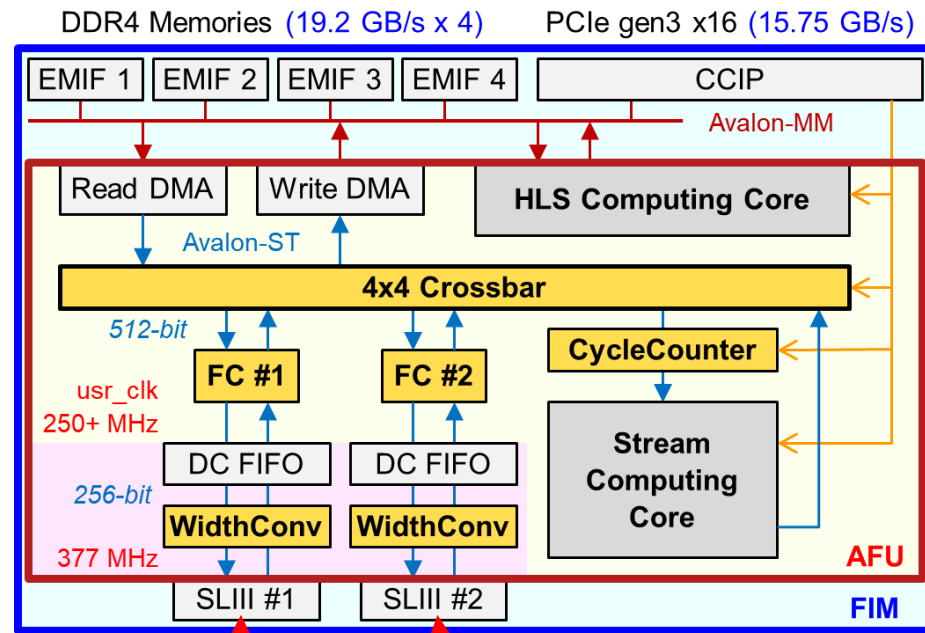 DDR4 Memories (19.2 GB/s x 4) PCIe gen3 x16 (15.75 GB/s)
EMIF 1 EMIF 2 EMIF 3 EMIF 4 CCIP
Avalon-MM
Read DMA Write DMA HLS Computing Core
Avalon-ST
4x4 Crossbar
512-bit
FC #1 FC #2 CycleCounter
usr_clk
250+ MHz
DC FIFO DC FIFO Stream
Computing
Core
256-bit
WidthConv WidthConv
377 MHz AFU
SLIII #1 SLIII #2 FIM